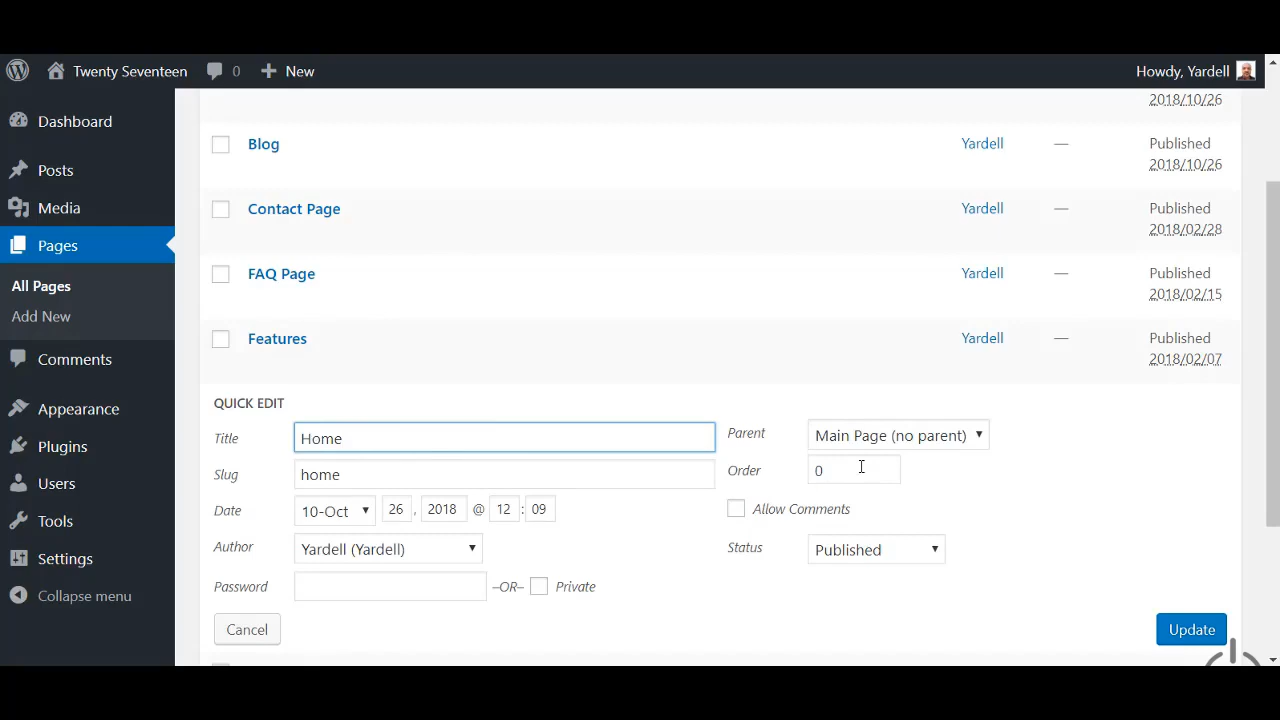 Twenty Seventeen 0 New Howdy, Yardell
Dashboard
Posts
Media
Pages
All Pages
Add New
Comments
Appearance
Plugins
Users
Tools
Settings
Collapse menu
2018/10/26
Blog Yardell — Published
2018/10/26
Contact Page Yardell — Published
2018/02/28
FAQ Page Yardell — Published
2018/02/15
Features Yardell — Published
2018/02/07
QUICK EDIT
Title Home
Slug home
Date 10-Oct 26 , 2018 @ 12 : 09
Author Yardell (Yardell)
Password –OR– Private
Parent Main Page (no parent)
Order 0
Allow Comments
Status Published
Cancel Update